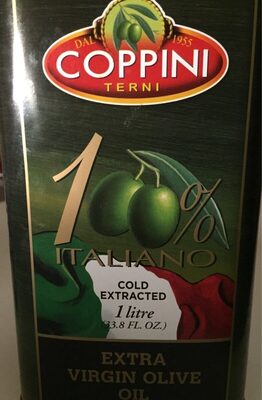 DAL 1955
COPPINI
TERNI
100%
ITALIANO
COLD
EXTRACTED
1 litre
(33.8 FL. OZ.)
EXTRA
VIRGIN OLIVE
OIL